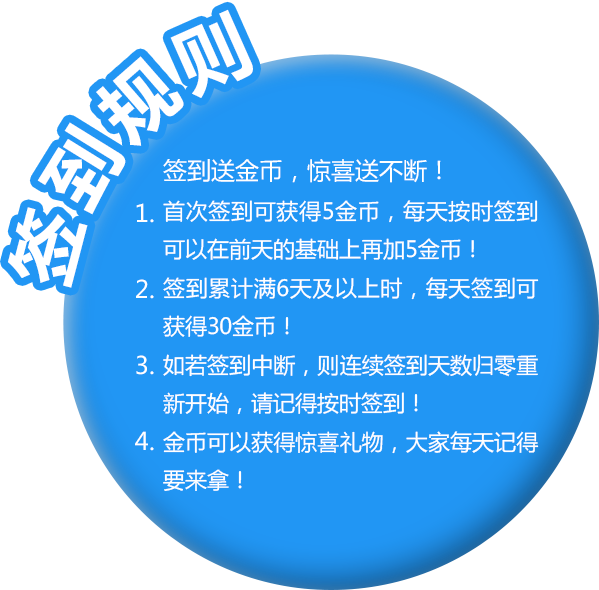 签到规则
签到送金币，惊喜送不断！
1. 首次签到可获得5金币，每天按时签到
可以在前天的基础上再加5金币！
2. 签到累计满6天及以上时，每天签到可
获得30金币！
3. 如若签到中断，则连续签到天数归零重
新开始，请记得按时签到！
4. 金币可以获得惊喜礼物，大家每天记得
要来拿！